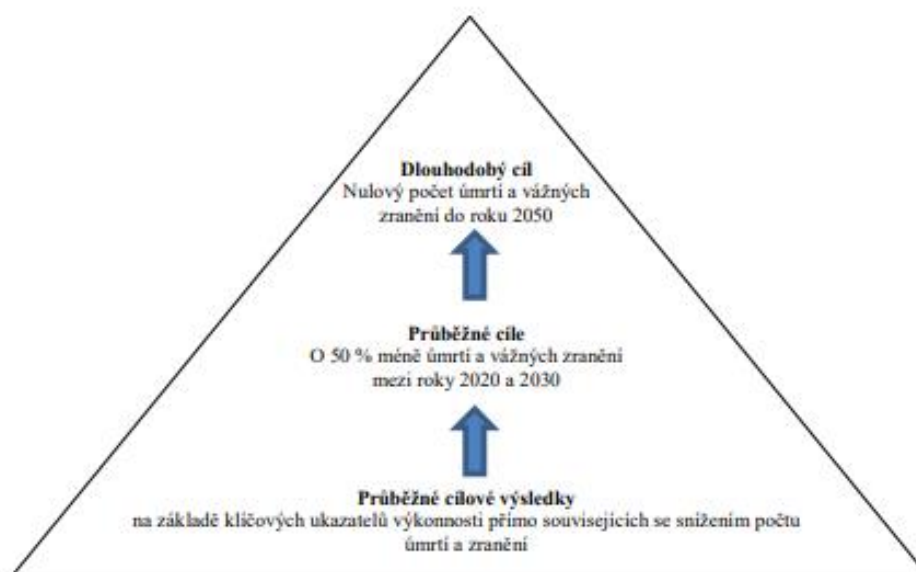 Dlouhodobý cíl
Nulový počet úmrtí a vážných
zranění do roku 2050
Průběžné cíle
O 50 % méně úmrtí a vážných zranění
mezi roky 2020 a 2030
Průběžné cílové výsledky
na základě klíčových ukazatelů výkonnosti přímo souvisejících se snížením počtu
úmrtí a zranění